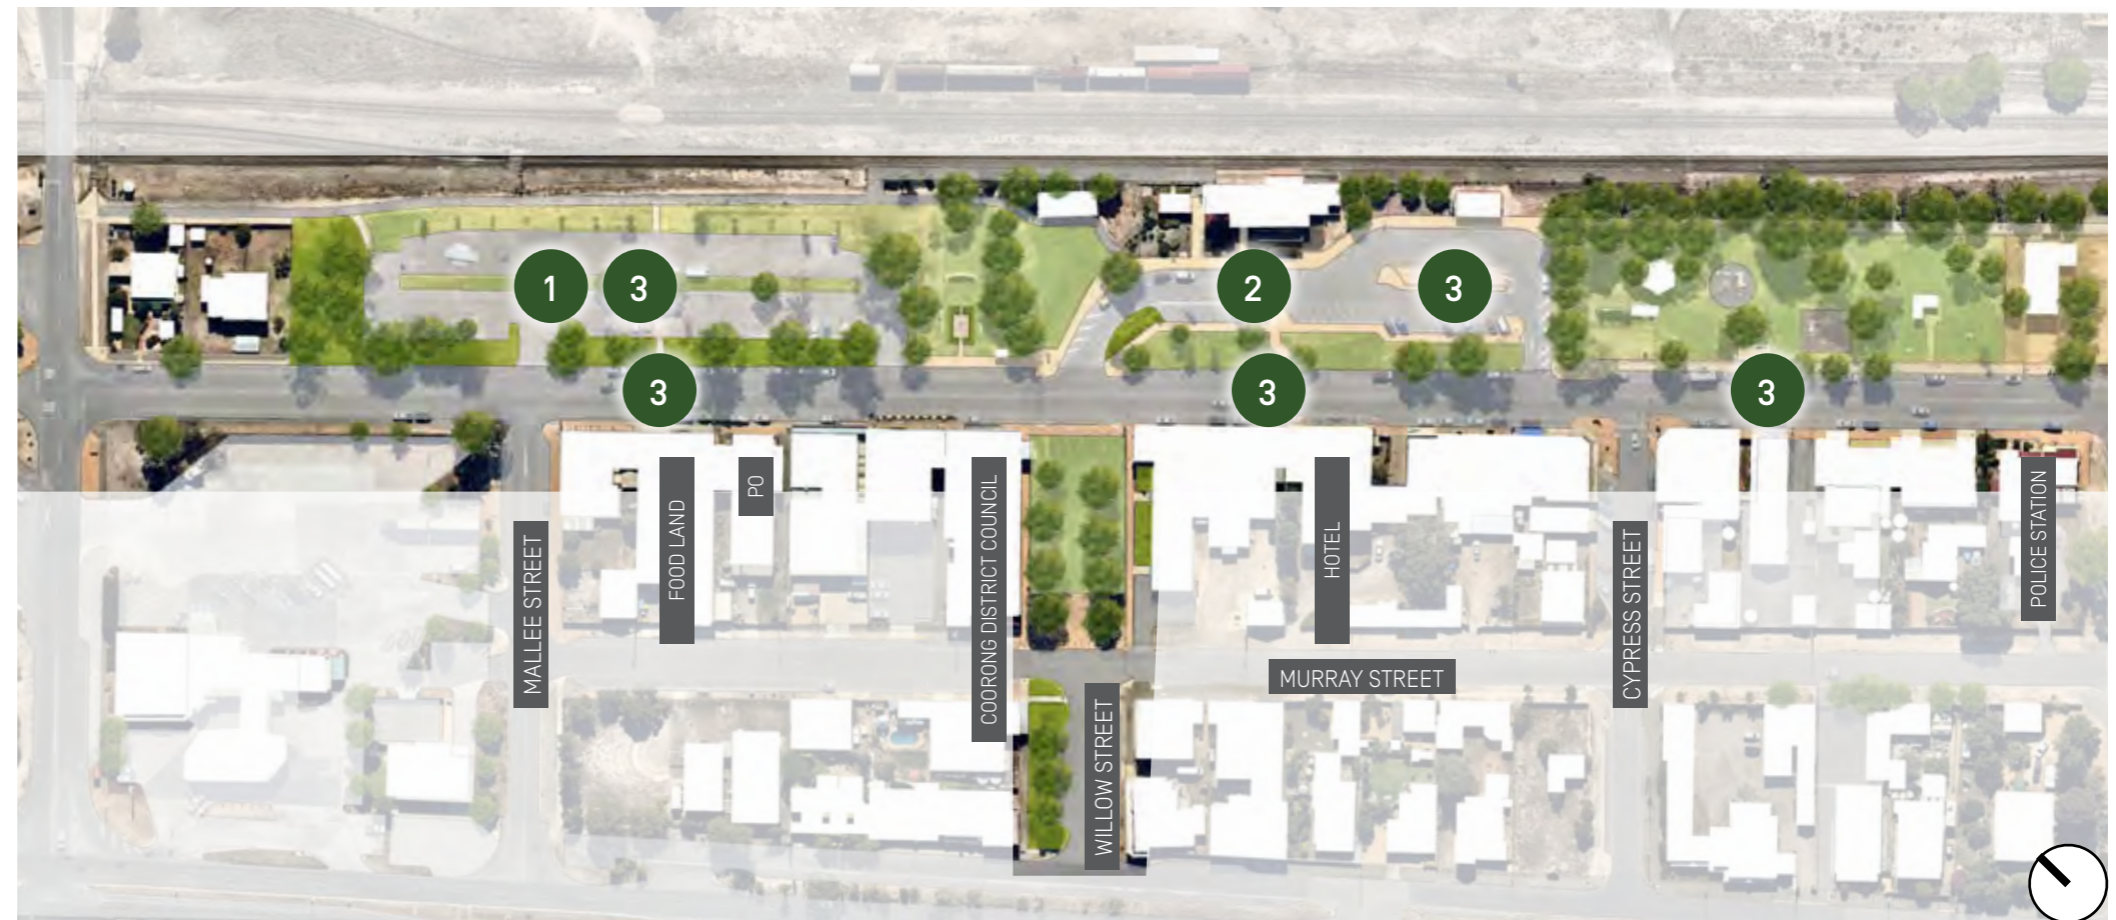 1
3
2
3
3
3
3
FOOD LAND
PO
COORONG DISTRICT COUNCIL
HOTEL
POLICE STATION
MALLEE STREET
CYPRESS STREET
MURRAY STREET
WILLOW STREET